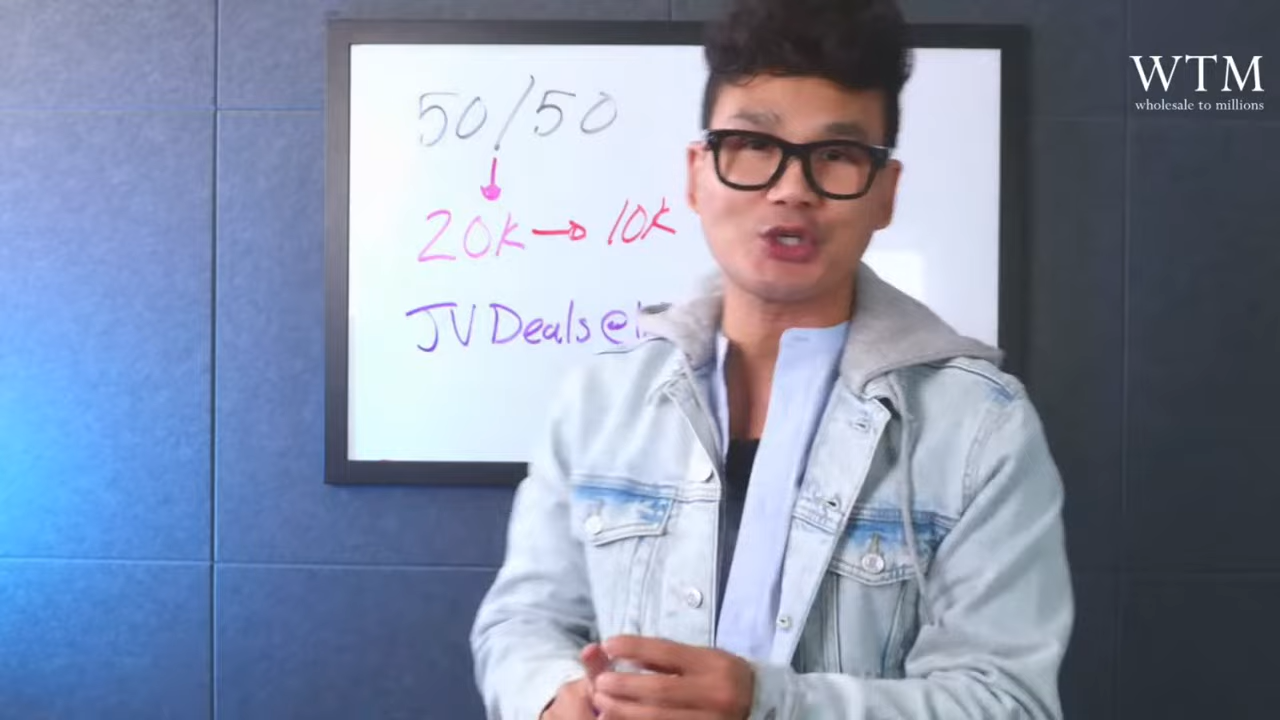 50/50
20K → 10K
JV Deals@
WTM
wholesale to millions